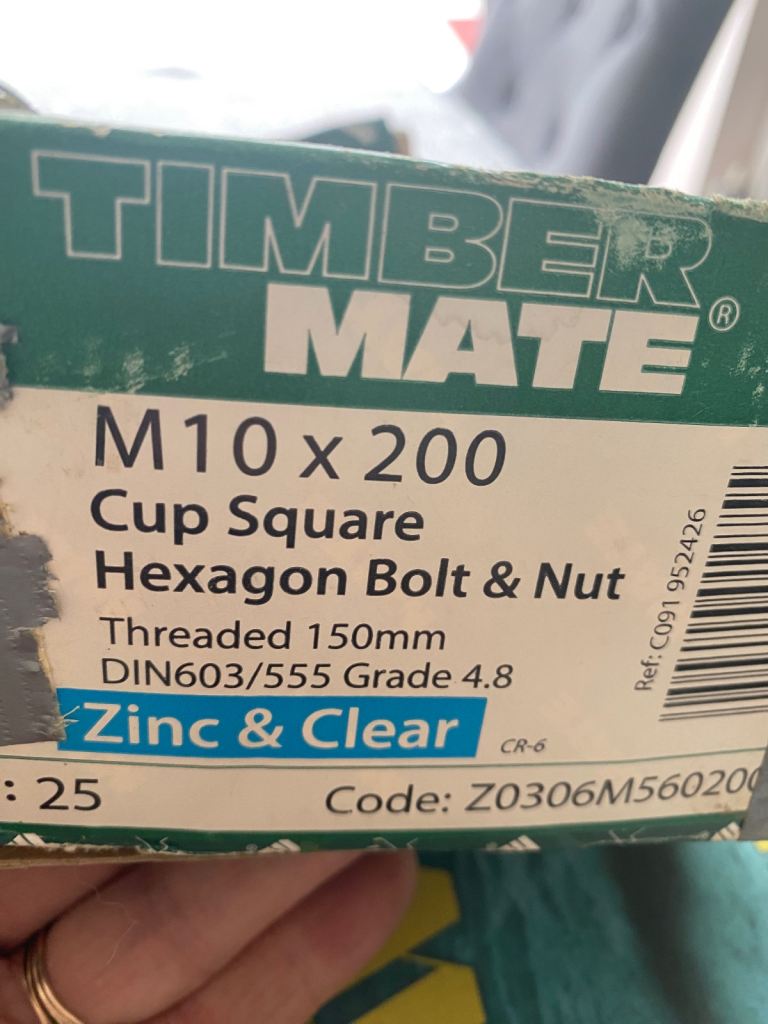 TIMBER
MATE®
M10 x 200
Cup Square
Hexagon Bolt & Nut
Threaded 150mm
DIN603/555 Grade 4.8
Zinc & Clear
CR-6
Ref: C091 952426
: 25
Code: Z0306M560200